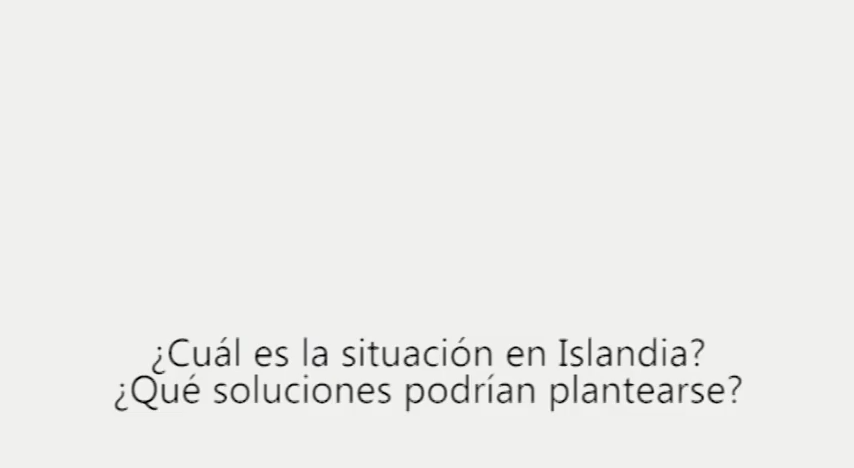 ¿Cuál es la situación en Islandia?
¿Qué soluciones podrían plantearse?